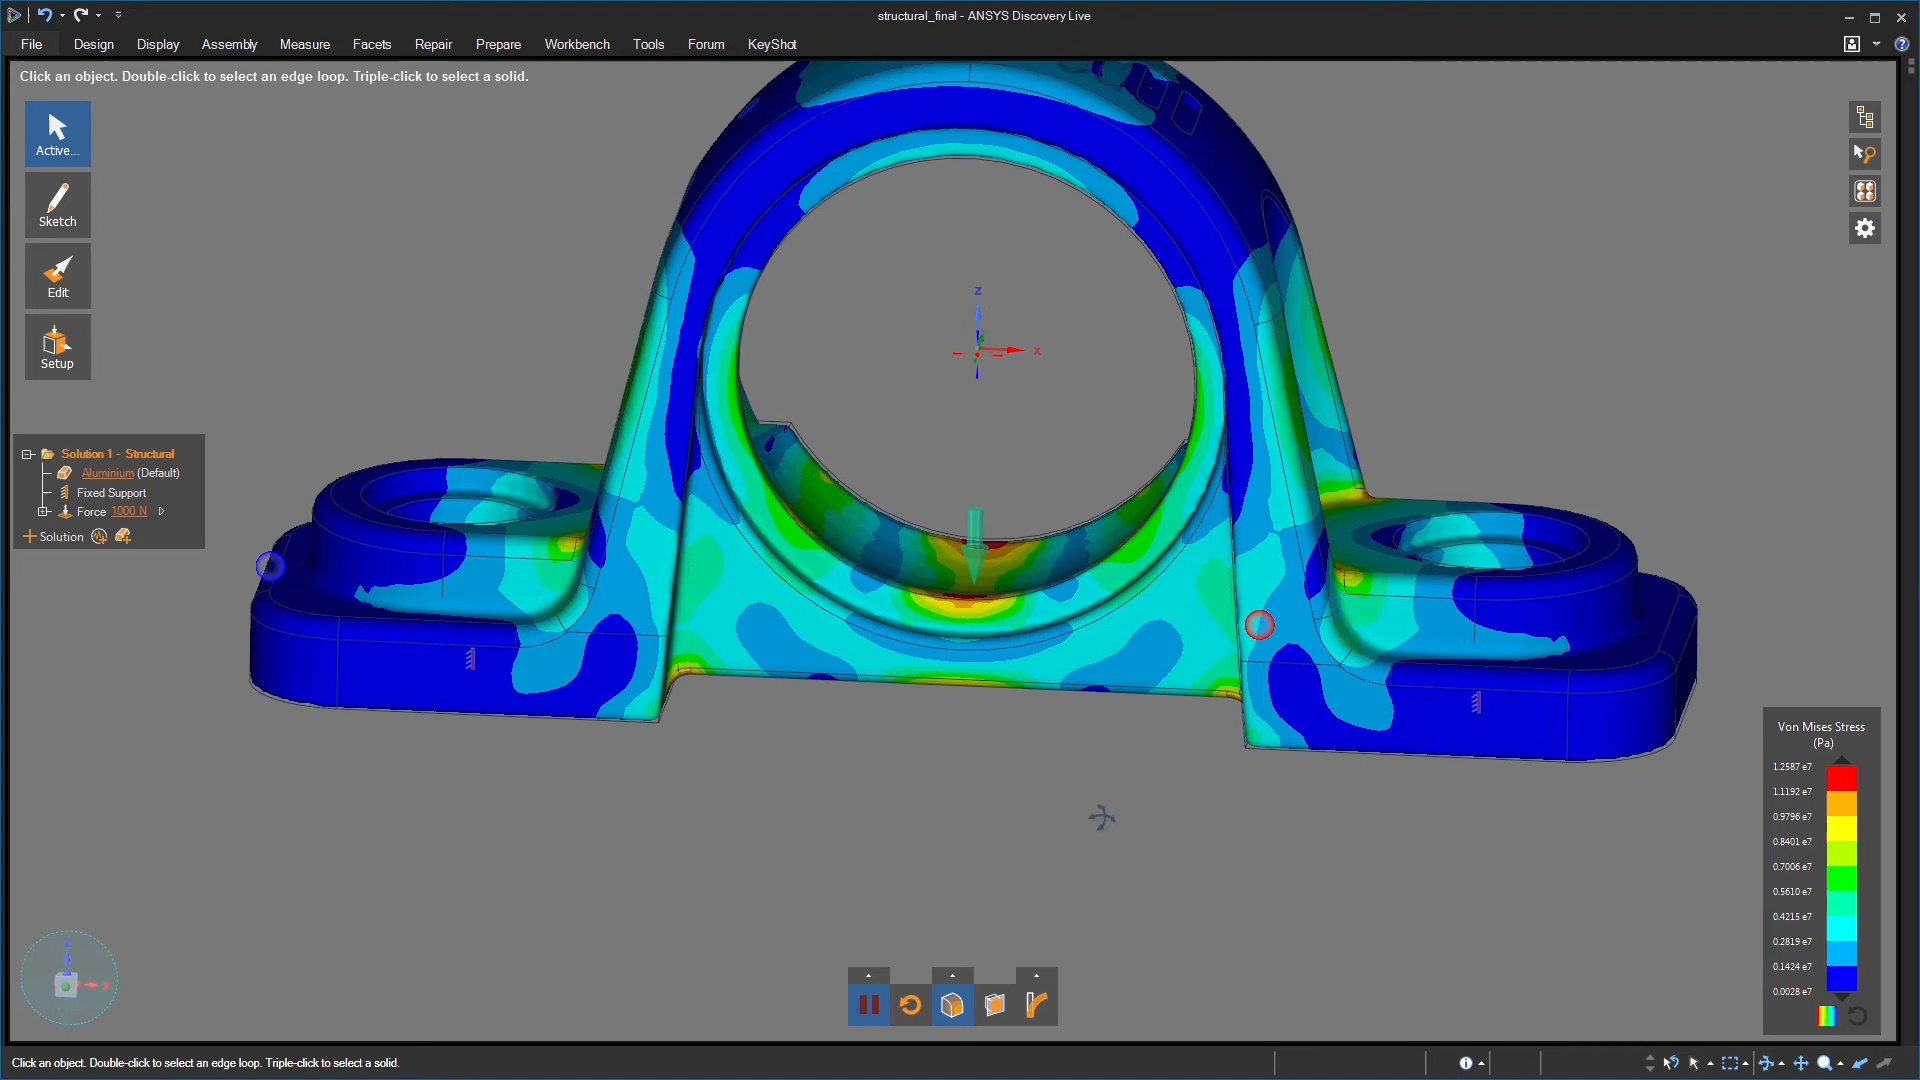 structural_final - ANSYS Discovery Live
File Design Display Assembly Measure Facets Repair Prepare Workbench Tools Forum KeyShot
Click an object. Double-click to select an edge loop. Triple-click to select a solid.
Active...
Sketch
Edit
Setup
z
x
Solution 1 - Structural
Aluminium (Default)
Fixed Support
Force 1000 N
Solution
Von Mises Stress
(Pa)
1.2587 e7
1.1192 e7
0.9796 e7
0.8401 e7
0.7006 e7
0.5610 e7
0.4215 e7
0.2819 e7
0.1424 e7
0.0028 e7
z
x
Click an object. Double-click to select an edge loop. Triple-click to select a solid.